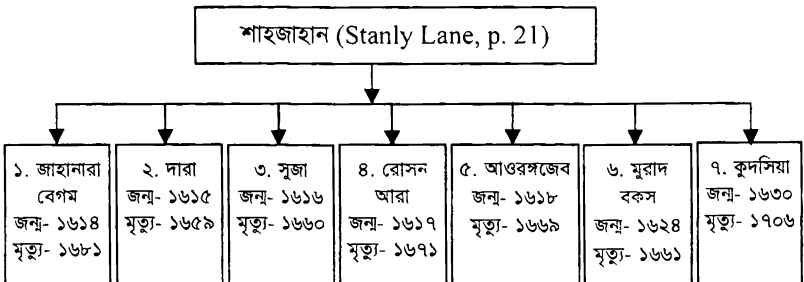 শাহজাহান (Stanly Lane, p. 21)
১. জাহানারা
বেগম
জন্ম- ১৬১৪
মৃত্যু- ১৬৮১
২. দারা
জন্ম- ১৬১৫
মৃত্যু- ১৬৫৯
৩. সুজা
জন্ম- ১৬১৬
মৃত্যু- ১৬৬০
৪. রোসন
আরা
জন্ম- ১৬১৭
মৃত্যু- ১৬৭১
৫. আওরঙ্গজেব
জন্ম- ১৬১৮
মৃত্যু- ১৬৬৯
৬. মুরাদ
বকস
জন্ম- ১৬২৪
মৃত্যু- ১৬৬১
৭. কুদসিয়া
জন্ম- ১৬৩০
মৃত্যু- ১৭০৬